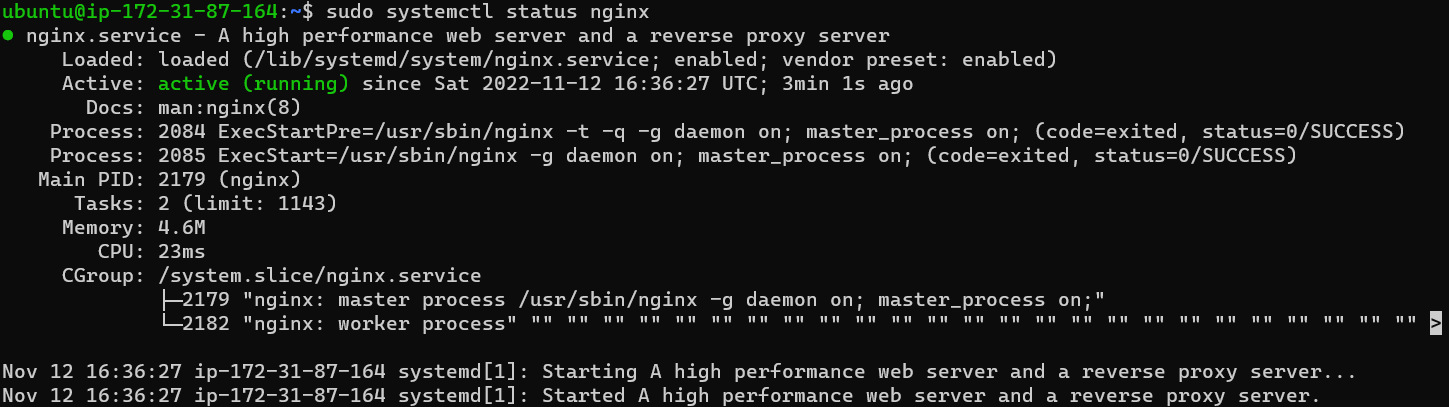 ubuntu@ip-172-31-87-164:~$ sudo systemctl status nginx
● nginx.service - A high performance web server and a reverse proxy server
     Loaded: loaded (/lib/systemd/system/nginx.service; enabled; vendor preset: enabled)
     Active: active (running) since Sat 2022-11-12 16:36:27 UTC; 3min 1s ago
       Docs: man:nginx(8)
    Process: 2084 ExecStartPre=/usr/sbin/nginx -t -q -g daemon on; master_process on; (code=exited, status=0/SUCCESS)
    Process: 2085 ExecStart=/usr/sbin/nginx -g daemon on; master_process on; (code=exited, status=0/SUCCESS)
   Main PID: 2179 (nginx)
      Tasks: 2 (limit: 1143)
     Memory: 4.6M
        CPU: 23ms
     CGroup: /system.slice/nginx.service
             ├─2179 "nginx: master process /usr/sbin/nginx -g daemon on; master_process on;"
             └─2182 "nginx: worker process" "" "" "" "" "" "" "" "" "" "" "" "" "" "" "" "" "" "" "" "" "" "" "" "" "" >

Nov 12 16:36:27 ip-172-31-87-164 systemd[1]: Starting A high performance web server and a reverse proxy server...
Nov 12 16:36:27 ip-172-31-87-164 systemd[1]: Started A high performance web server and a reverse proxy server.